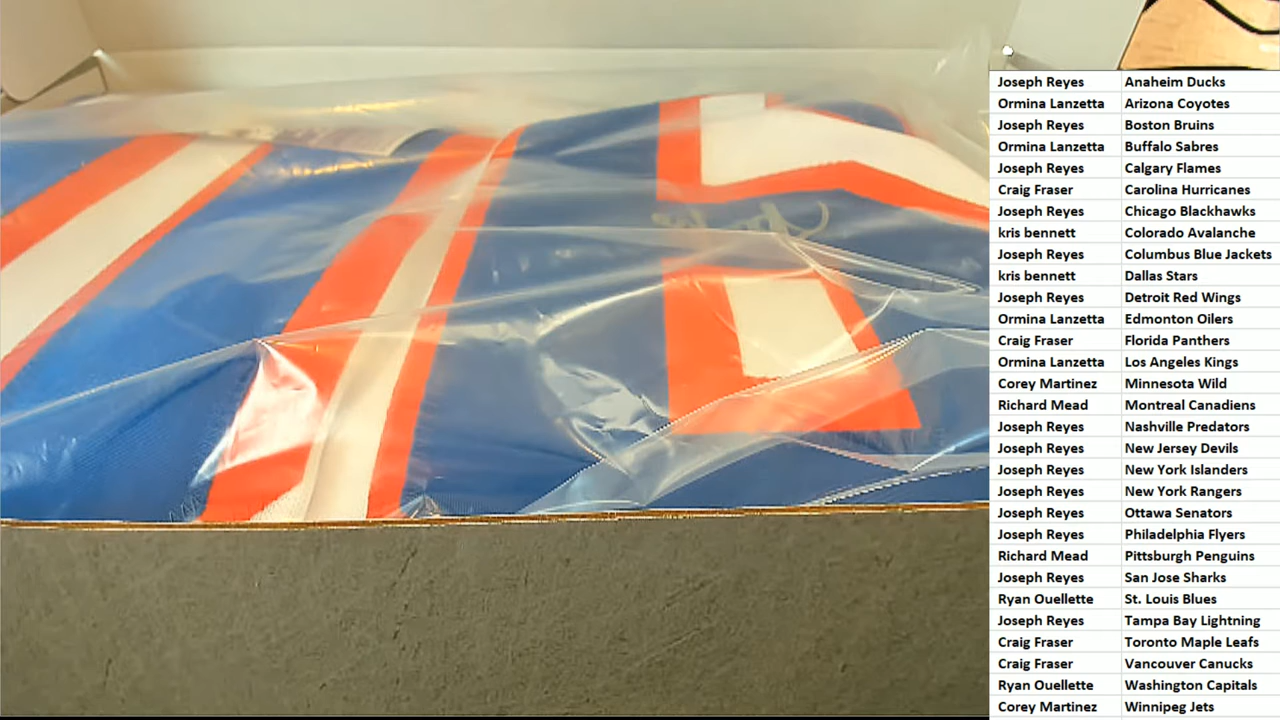 Joseph Reyes Anaheim Ducks
Ormina Lanzetta Arizona Coyotes
Joseph Reyes Boston Bruins
Ormina Lanzetta Buffalo Sabres
Joseph Reyes Calgary Flames
Craig Fraser Carolina Hurricanes
Joseph Reyes Chicago Blackhawks
kris bennett Colorado Avalanche
Joseph Reyes Columbus Blue Jackets
kris bennett Dallas Stars
Joseph Reyes Detroit Red Wings
Ormina Lanzetta Edmonton Oilers
Craig Fraser Florida Panthers
Ormina Lanzetta Los Angeles Kings
Corey Martinez Minnesota Wild
Richard Mead Montreal Canadiens
Joseph Reyes Nashville Predators
Joseph Reyes New Jersey Devils
Joseph Reyes New York Islanders
Joseph Reyes New York Rangers
Joseph Reyes Ottawa Senators
Joseph Reyes Philadelphia Flyers
Richard Mead Pittsburgh Penguins
Joseph Reyes San Jose Sharks
Ryan Ouellette St. Louis Blues
Joseph Reyes Tampa Bay Lightning
Craig Fraser Toronto Maple Leafs
Craig Fraser Vancouver Canucks
Ryan Ouellette Washington Capitals
Corey Martinez Winnipeg Jets